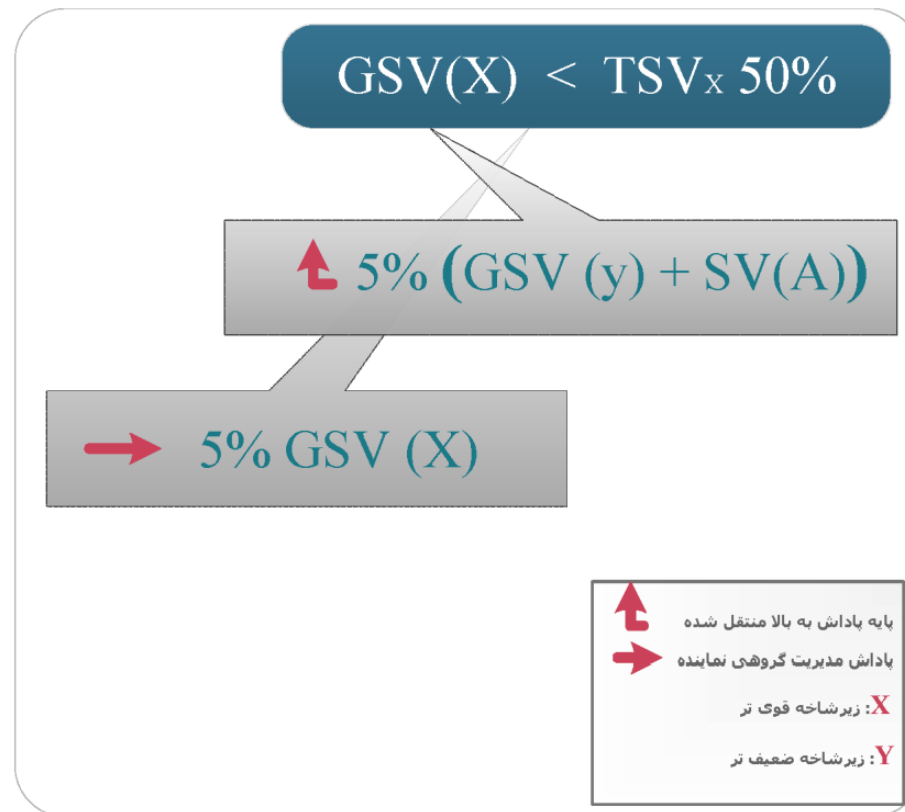 GSV(X) < TSVx 50%
5% (GSV (y) + SV(A))
5% GSV (X)
پایه پاداش به بالا منتقل شده
پاداش مدیریت گروهی نماینده
X: زیرشاخه قوی تر
Y: زیرشاخه ضعیف تر